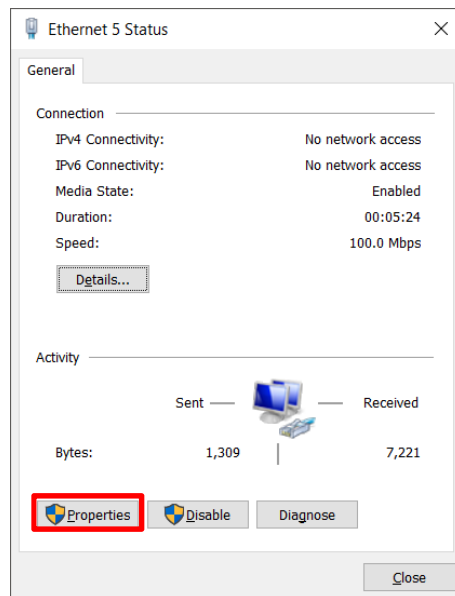 Ethernet 5 Status
General
Connection
IPv4 Connectivity: No network access
IPv6 Connectivity: No network access
Media State: Enabled
Duration: 00:05:24
Speed: 100.0 Mbps
Details...
Activity
Sent Received
Bytes: 1,309 7,221
Properties Disable Diagnose
Close